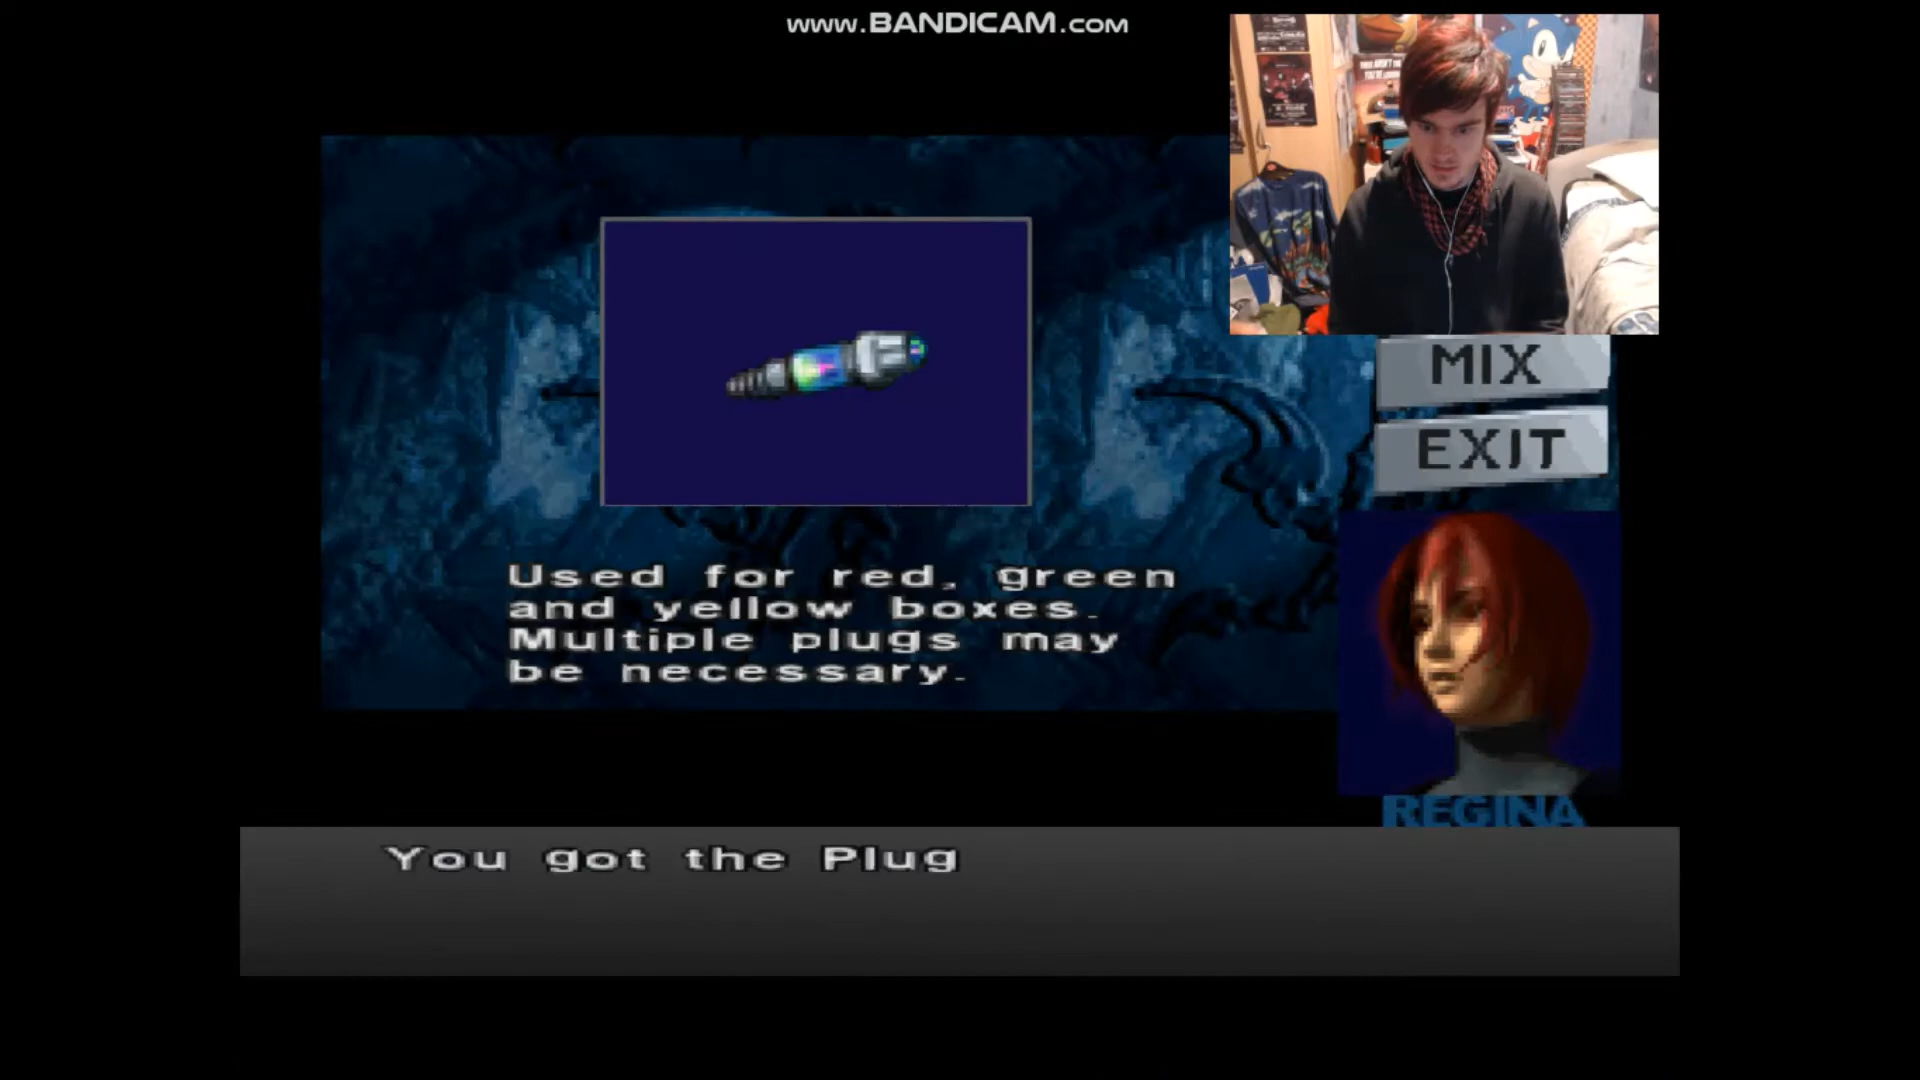 www.BANDICAM.com
MIX
EXIT
Used for red, green
and yellow boxes.
Multiple plugs may
be necessary.
REGINA
You got the Plug